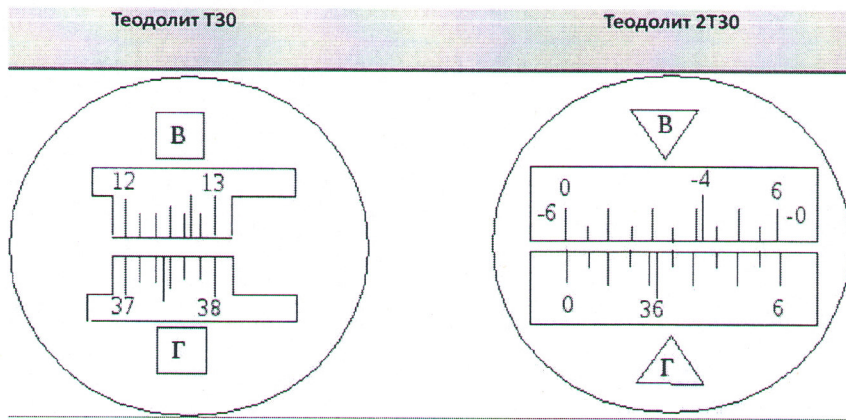 Теодолит Т30 Теодолит 2Т30
В
12 13
37 38
Г
В
0 -4 6
-6 -0
0 36 6
Г